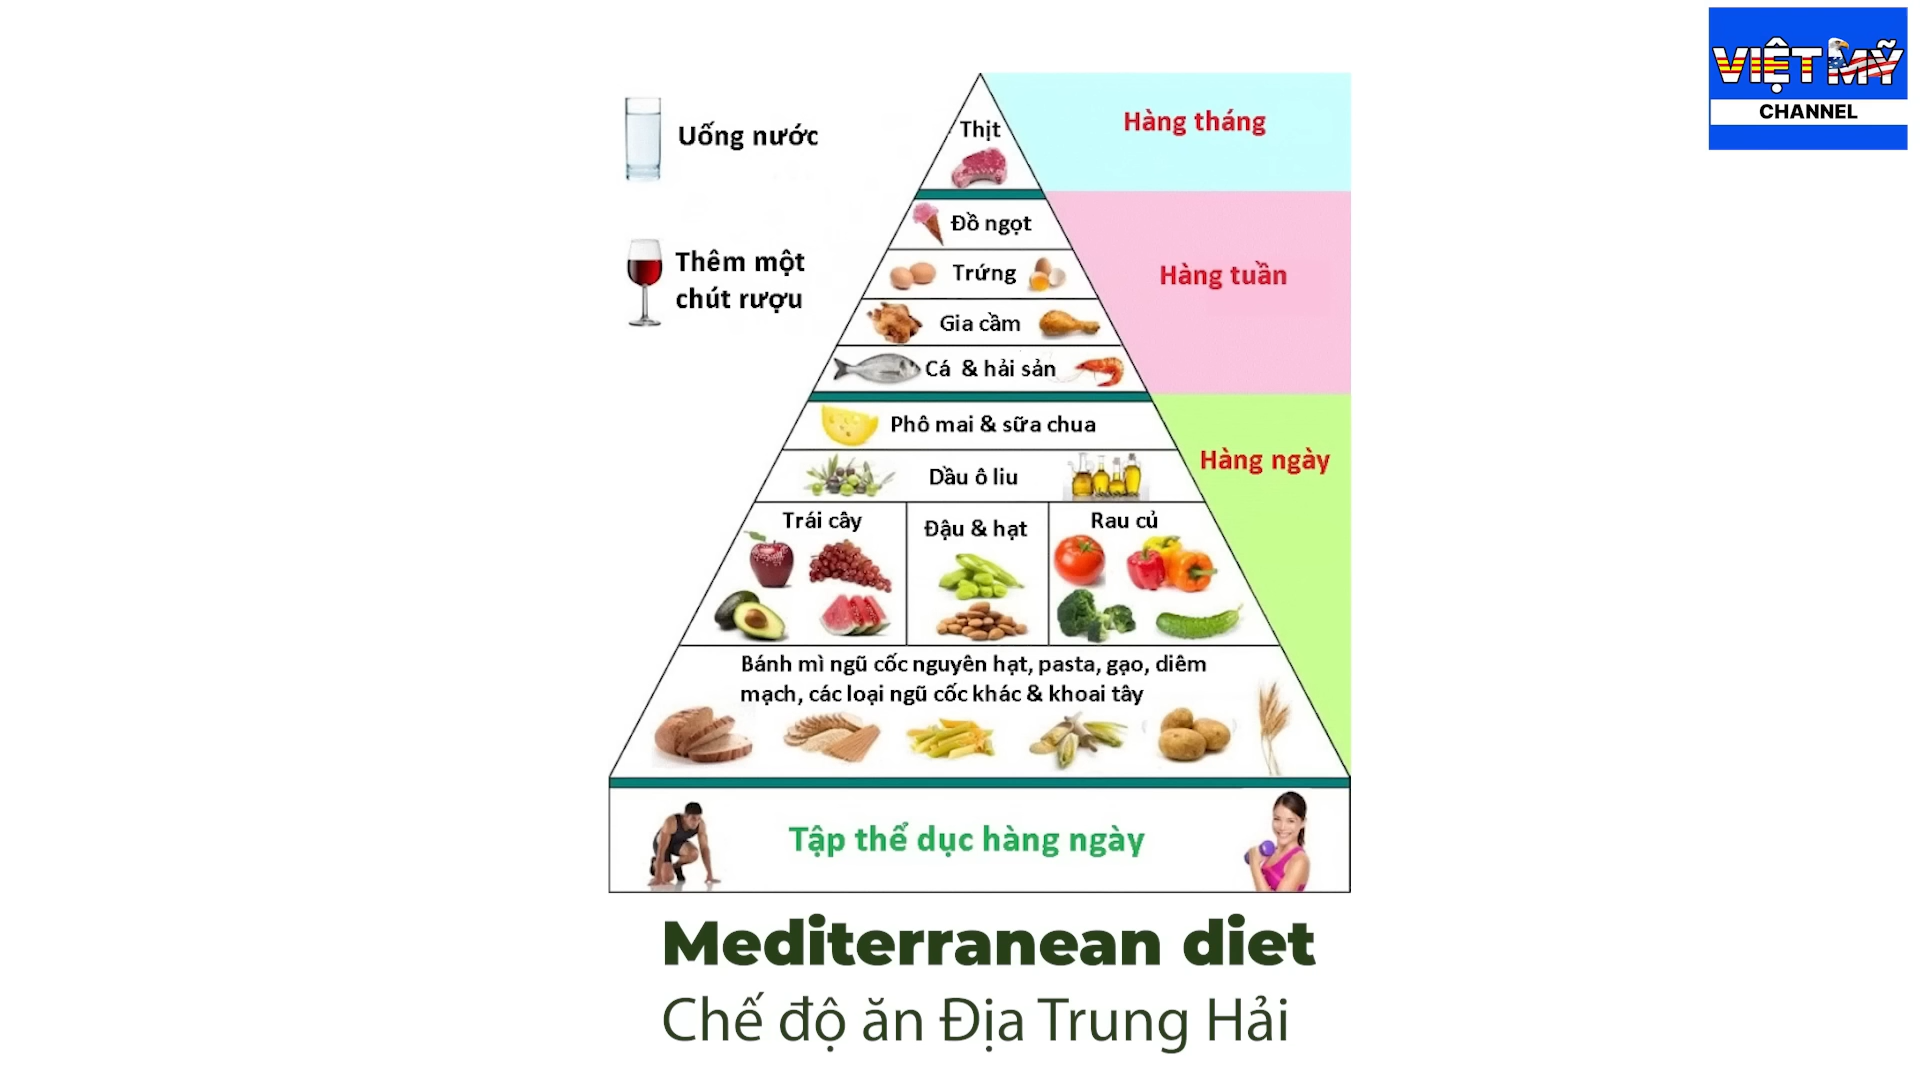 VIỆT MỸ
CHANNEL
Uống nước
Thêm một
chút rượu
Thịt
Hàng tháng
Đồ ngọt
Trứng
Gia cầm
Cá & hải sản
Hàng tuần
Phô mai & sữa chua
Dầu ô liu
Hàng ngày
Trái cây
Đậu & hạt
Rau củ
Bánh mì ngũ cốc nguyên hạt, pasta, gạo, diêm
mạch, các loại ngũ cốc khác & khoai tây
Tập thể dục hàng ngày
Mediterranean diet
Chế độ ăn Địa Trung Hải